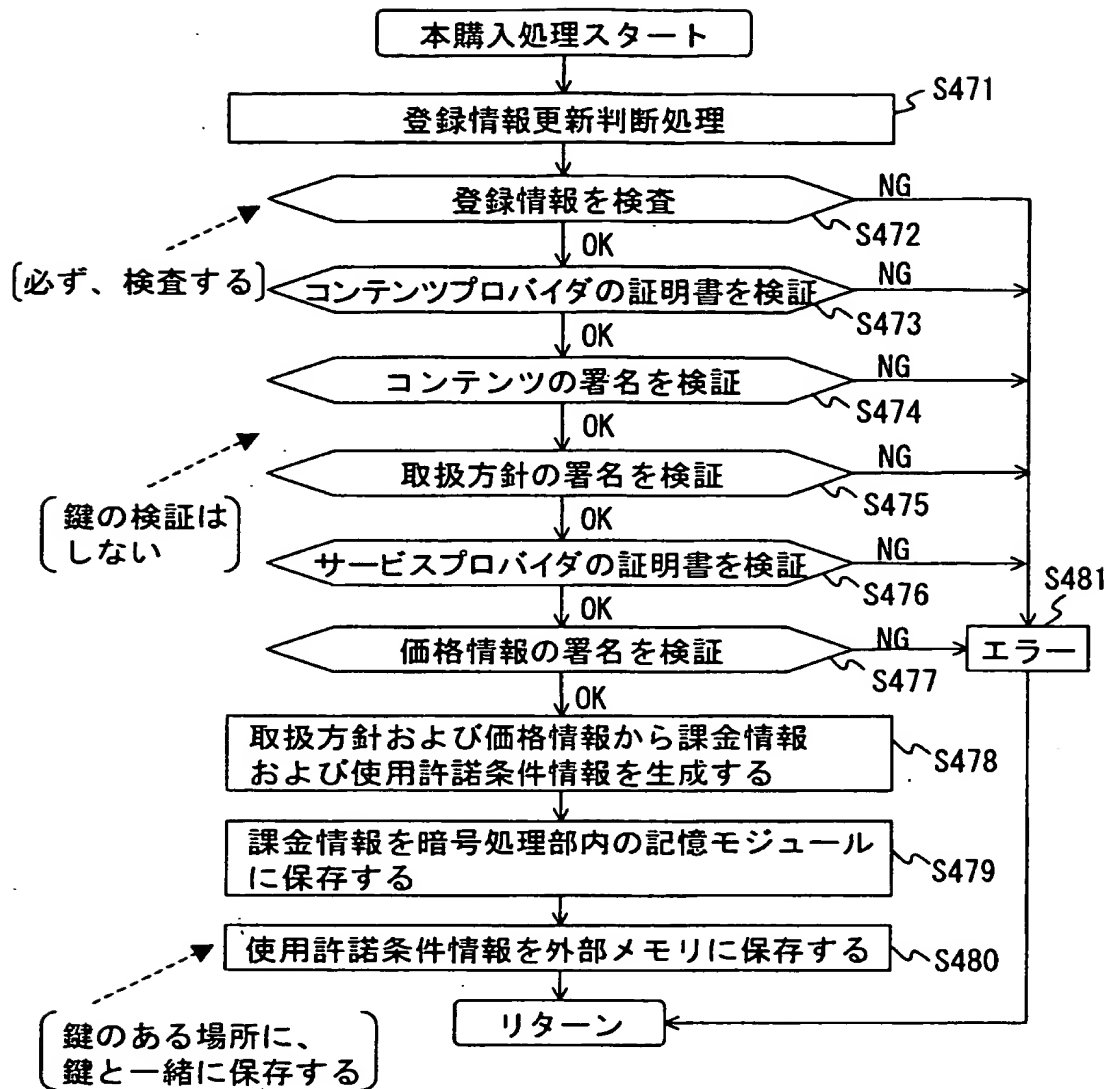 本購入処理スタート
S471
登録情報更新判断処理
登録情報を検査
NG
S472
OK
[必ず、検査する]
コンテンツプロバイダの証明書を検証
NG
S473
OK
コンテンツの署名を検証
NG
S474
OK
取扱方針の署名を検証
NG
S475
OK
[鍵の検証は
しない]
サービスプロバイダの証明書を検証
NG
S476
OK
S481
エラー
価格情報の署名を検証
NG
S477
OK
取扱方針および価格情報から課金情報
および使用許諾条件情報を生成する
S478
課金情報を暗号処理部内の記憶モジュール
に保存する
S479
使用許諾条件情報を外部メモリに保存する
S480
リターン
[鍵のある場所に、
鍵と一緒に保存する]